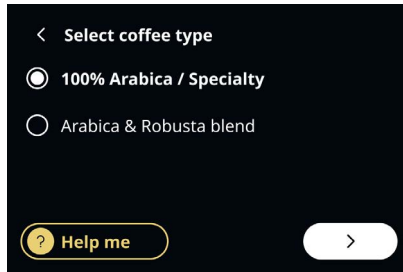 Select coffee type
100% Arabica / Specialty
Arabica & Robusta blend
? Help me